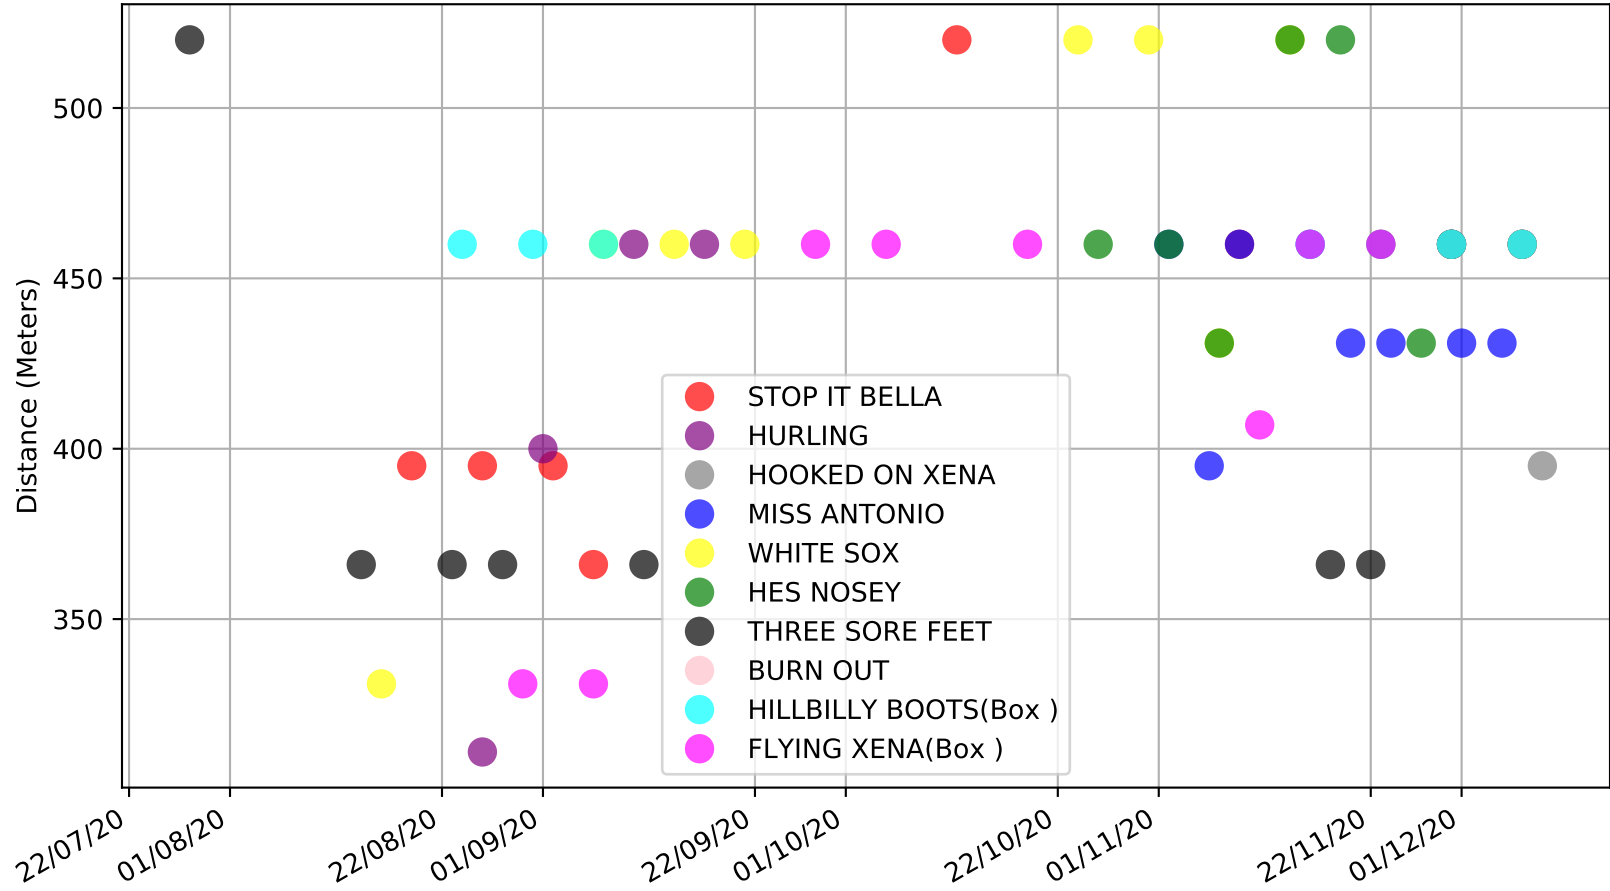 500
450
400
350
Distance (Meters)
STOP IT BELLA
HURLING
HOOKED ON XENA
MISS ANTONIO
WHITE SOX
HES NOSEY
THREE SORE FEET
BURN OUT
HILLBILLY BOOTS(Box )
FLYING XENA(Box )
22/07/20
01/08/20
22/08/20
01/09/20
22/09/20
01/10/20
22/10/20
01/11/20
22/11/20
01/12/20